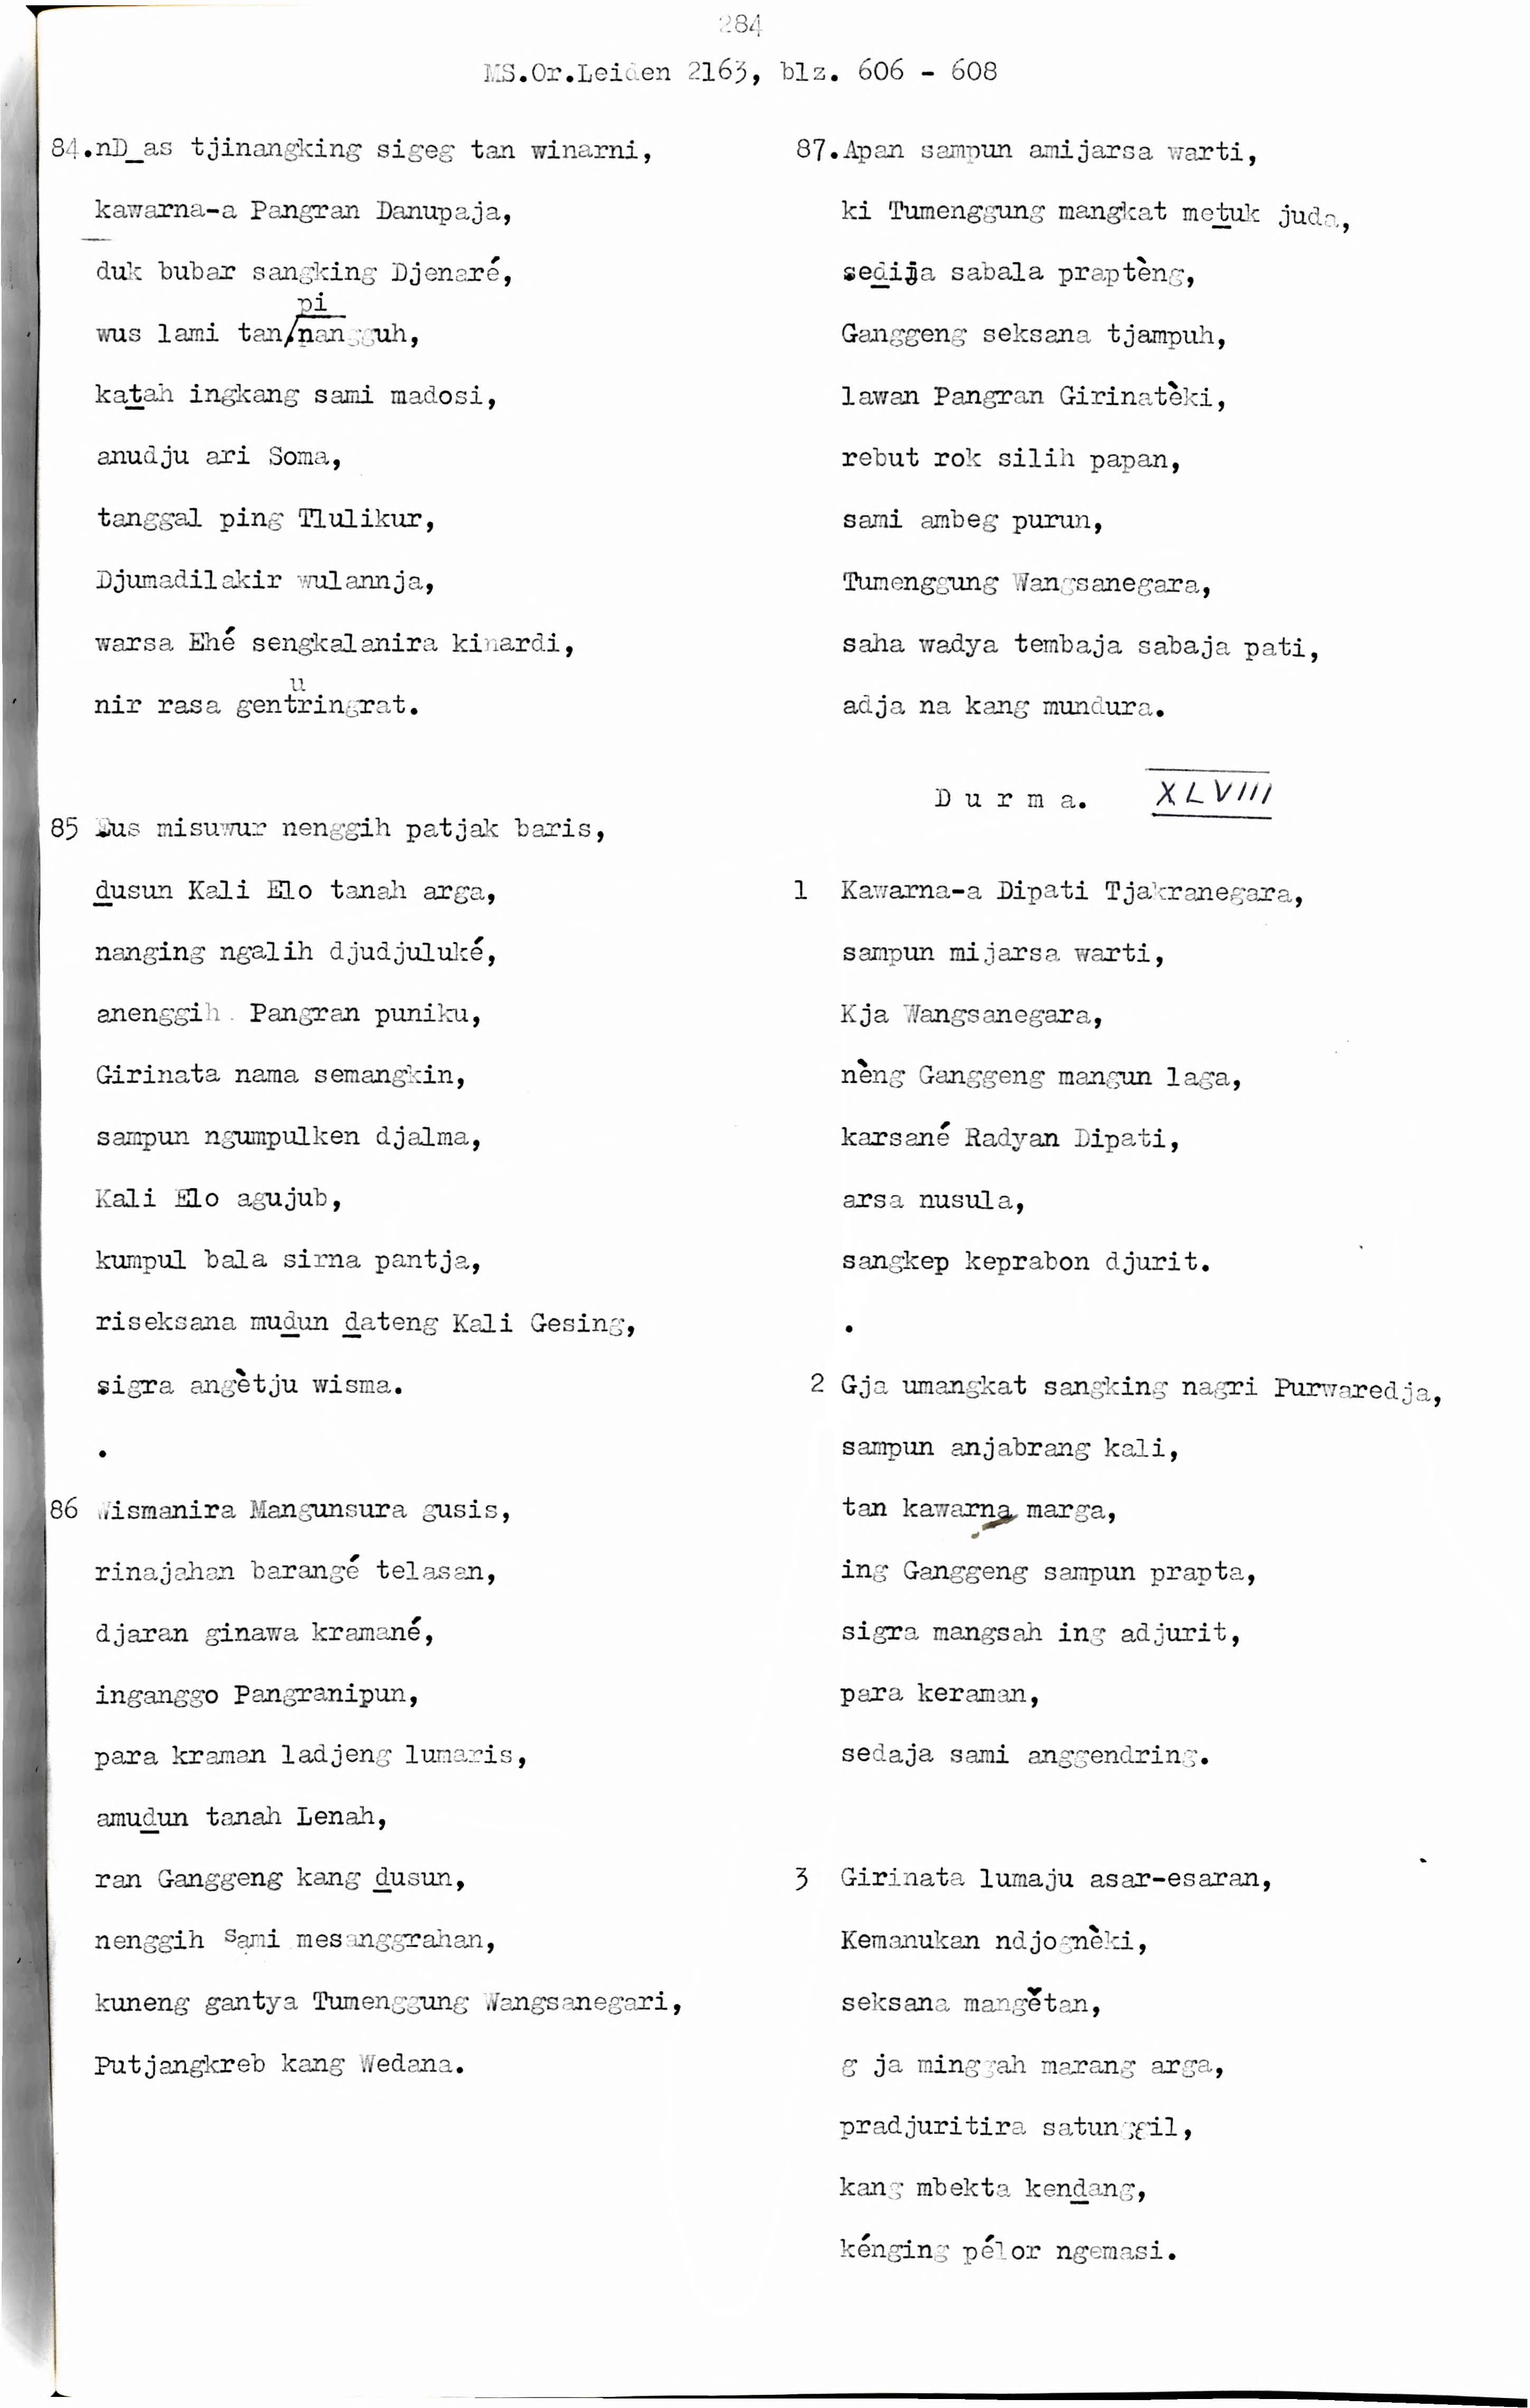 284
MS.Or.Leiden 2163, blz. 606 - 608
84.nD_as tjinangking sigeg tan winarni,
kawarna-a Pangran Danupaja,
duk bubar sangking Djenaré,
pi
wus lami tan/nangguh,
kaṯah ingkang sami madosi,
anudju ari Soma,
tanggal ping Tlulikur,
Djumadilakir wulannja,
warsa Ehé sengkalanira kinardi,
u
nir rasa gentringrat.
85 Wus misuwur nenggih patjak baris,
ḏusun Kali Elo tanah arga,
nanging ngalih djudjuluké,
anenggih Pangran puniku,
Girinata nama semangkin,
sampun ngumpulken djalma,
Kali Elo agujub,
kumpul bala sirna pantja,
riseksana muḏun ḏateng Kali Gesing,
sigra angètju wisma.
.
86 Wismanira Mangunsura gusis,
rinajahan barangé telasan,
djaran ginawa kramané,
inganggo Pangranipun,
para kraman ladjeng lumaris,
amuḏun tanah Lenah,
ran Ganggeng kang ḏusun,
nenggih sami mesanggrahan,
kuneng gantya Tumenggung Wangsanegari,
Putjangkreb kang Wedana.
87.Apan sampun amijarsa warti,
ki Tumenggung mangkat meṯuk juda,
seḏija sabala praptèng,
Ganggeng seksana tjampuh,
lawan Pangran Girinatèki,
rebut rok silih papan,
sami ambeg purun,
Tumenggung Wangsanegara,
saha wadya tembaja sabaja pati,
adja na kang mundura.
D u r m a. XLVIII
1 Kawarna-a Dipati Tjakranegara,
sampun mijarsa warti,
Kja Wangsanegara,
nèng Ganggeng mangun laga,
karsané Radyan Dipati,
arsa nusula,
sangkep keprabon djurit.
.
2 Gja umangkat sangking nagri Purwaredja,
sampun anjabrang kali,
tan kawarna marga,
ing Ganggeng sampun prapta,
sigra mangsah ing adjurit,
para keraman,
sedaja sami anggendring.
3 Girinata lumaju asar-esaran,
Kemanukan ndjognèki,
seksana mangětan,
g ja minggah marang arga,
pradjuritira satunggil,
kang mbekta kenḏang,
kénging pélor ngemasi.